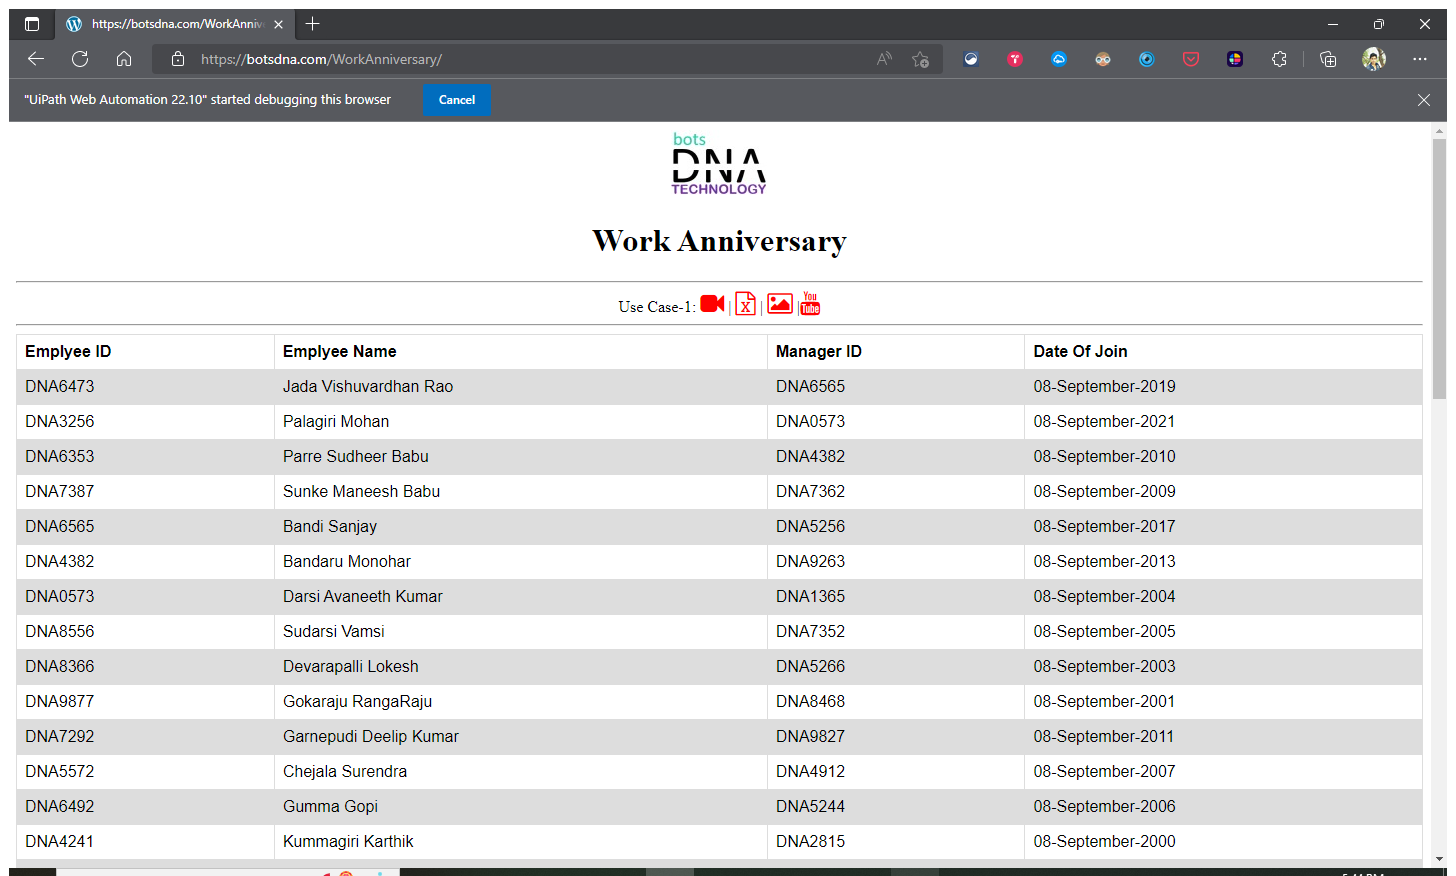 https://botsdna.com/WorkAnniv
https://botsdna.com/WorkAnniversary/
"UiPath Web Automation 22.10" started debugging this browser Cancel
bots
DNA
TECHNOLOGY
Work Anniversary
Use Case-1: | X | | You Tube
Emplyee ID Emplyee Name Manager ID Date Of Join
DNA6473 Jada Vishuvardhan Rao DNA6565 08-September-2019
DNA3256 Palagiri Mohan DNA0573 08-September-2021
DNA6353 Parre Sudheer Babu DNA4382 08-September-2010
DNA7387 Sunke Maneesh Babu DNA7362 08-September-2009
DNA6565 Bandi Sanjay DNA5256 08-September-2017
DNA4382 Bandaru Monohar DNA9263 08-September-2013
DNA0573 Darsi Avaneeth Kumar DNA1365 08-September-2004
DNA8556 Sudarsi Vamsi DNA7352 08-September-2005
DNA8366 Devarapalli Lokesh DNA5266 08-September-2003
DNA9877 Gokaraju RangaRaju DNA8468 08-September-2001
DNA7292 Garnepudi Deelip Kumar DNA9827 08-September-2011
DNA5572 Chejala Surendra DNA4912 08-September-2007
DNA6492 Gumma Gopi DNA5244 08-September-2006
DNA4241 Kummagiri Karthik DNA2815 08-September-2000